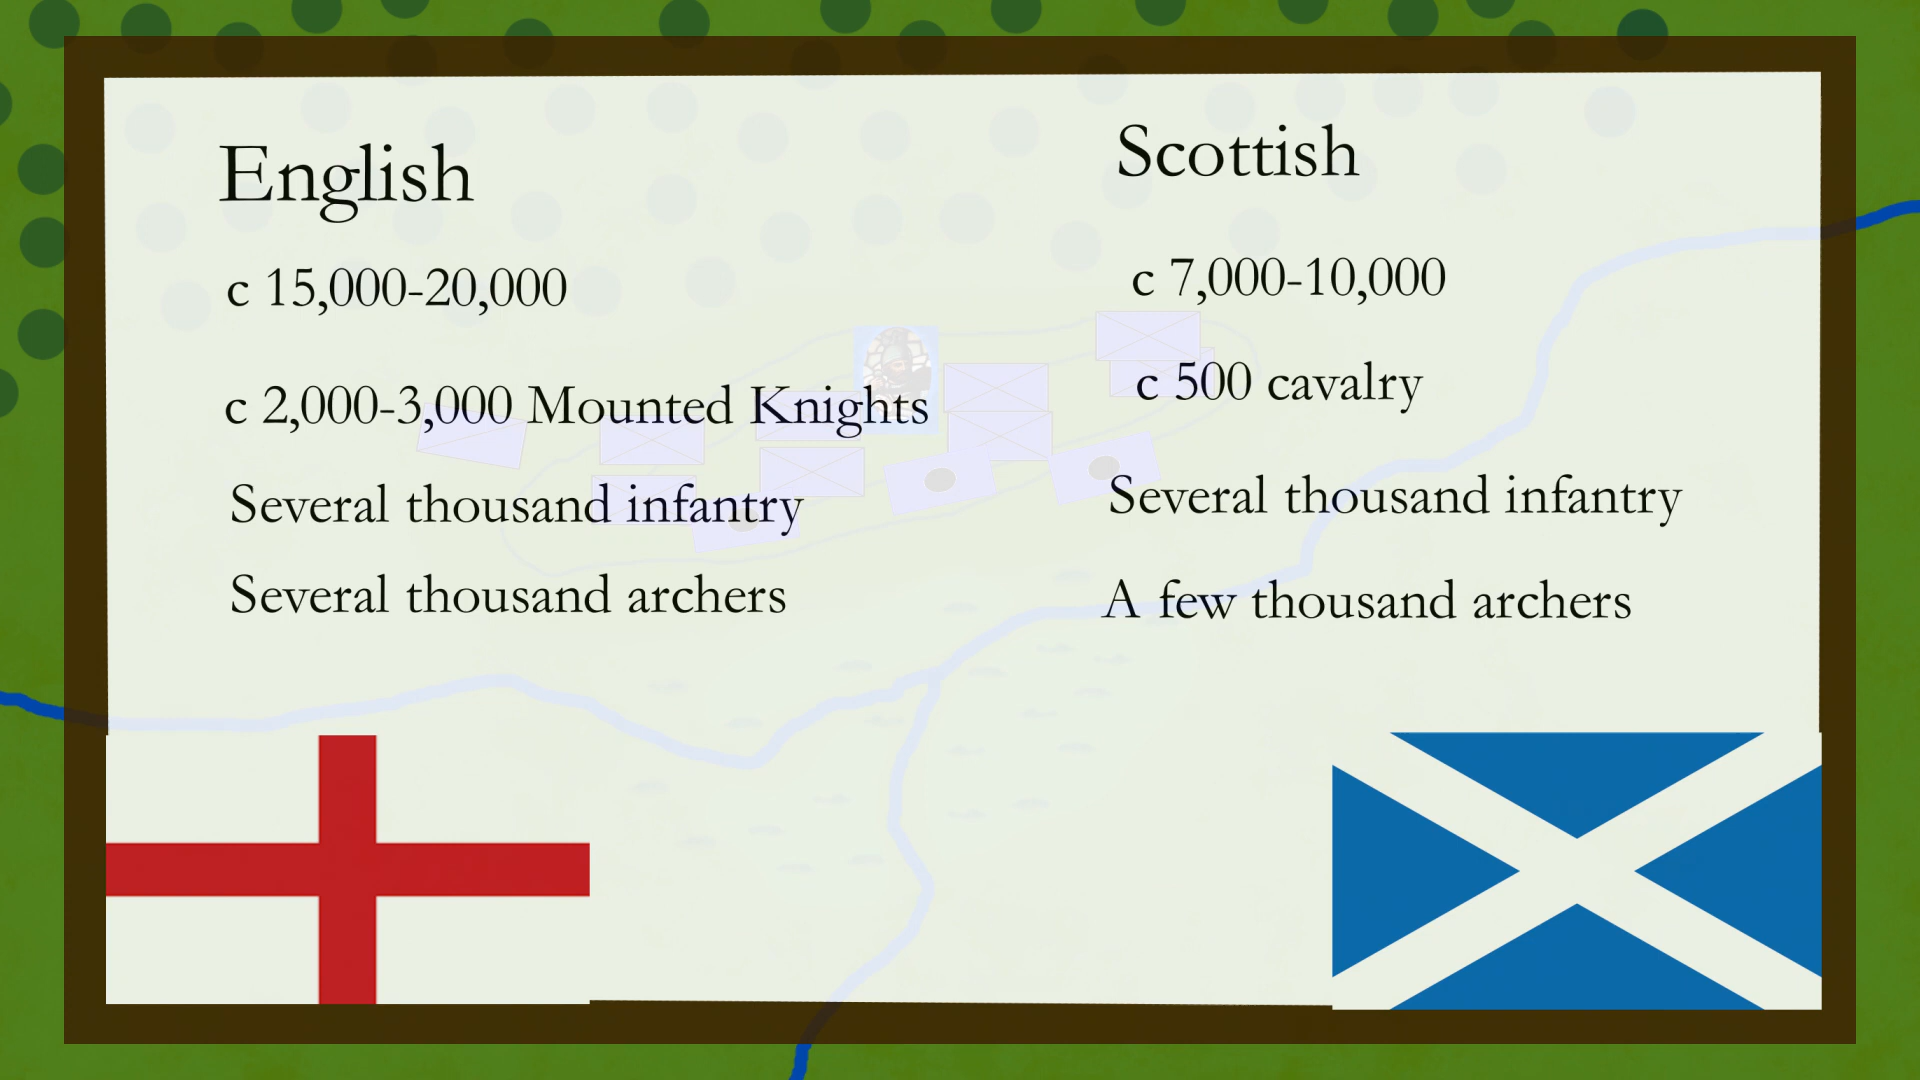 English
c 15,000-20,000
c 2,000-3,000 Mounted Knights
Several thousand infantry
Several thousand archers
Scottish
c 7,000-10,000
c 500 cavalry
Several thousand infantry
A few thousand archers